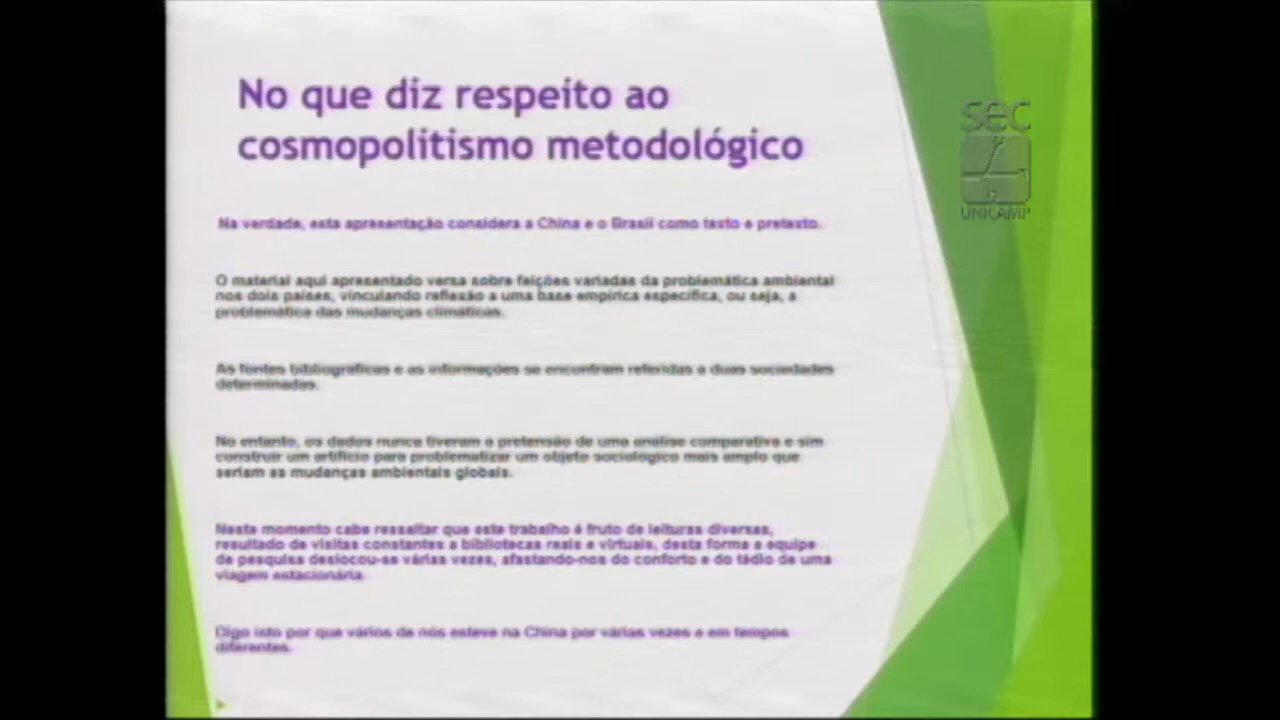 No que diz respeito ao
cosmopolitismo metodológico
sec
UNICAMP
Na verdade, esta apresentação considera a China e o Brasil como texto e pretexto.
O material aqui apresentado versa sobre feições variadas da problemática ambiental
nos dois países, vinculando reflexão a uma base empírica específica, ou seja, a
problemática das mudanças climáticas.
As fontes bibliográficas e as informações se encontram referidas a duas sociedades
determinadas.
No entanto, os dados nunca tiveram a pretensão de uma análise comparativa e sim
construir um artifício para problematizar um objeto sociológico mais amplo que
seriam as mudanças ambientais globais.
Neste momento cabe ressaltar que este trabalho é fruto de leituras diversas,
resultado de visitas constantes a bibliotecas reais e virtuais, desta forma a equipe
de pesquisa deslocou-se várias vezes, afastando-nos do conforto e do tédio de uma
viagem estacionária.
Digo isto por que vários de nós esteve na China por várias vezes e em tempos
diferentes.